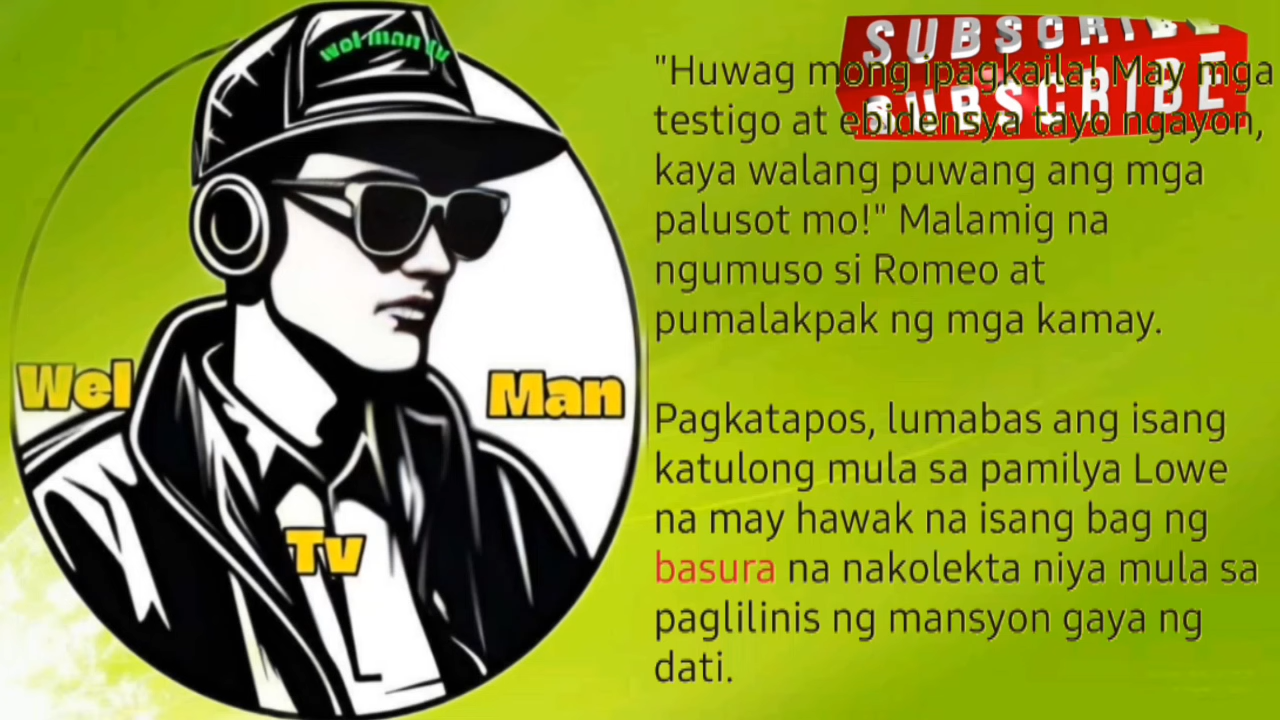 wel man tv
SUBSCRIBE
SUBSCRIBE
"Huwag mong ipagkaila! May mga
testigo at ebidensya tayo ngayon,
kaya walang puwang ang mga
palusot mo!" Malamig na
ngumuso si Romeo at
pumalakpak ng mga kamay.
Wel
Man
Tv
Pagkatapos, lumabas ang isang
katulong mula sa pamilya Lowe
na may hawak na isang bag ng
basura na nakolekta niya mula sa
paglilinis ng mansyon gaya ng
dati.